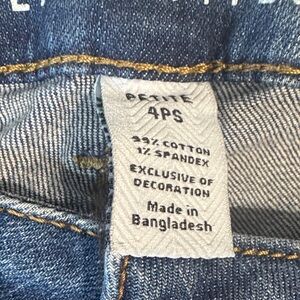 PETITE
4PS
99% COTTON
1% SPANDEX
EXCLUSIVE OF
DECORATION
Made in
Bangladesh